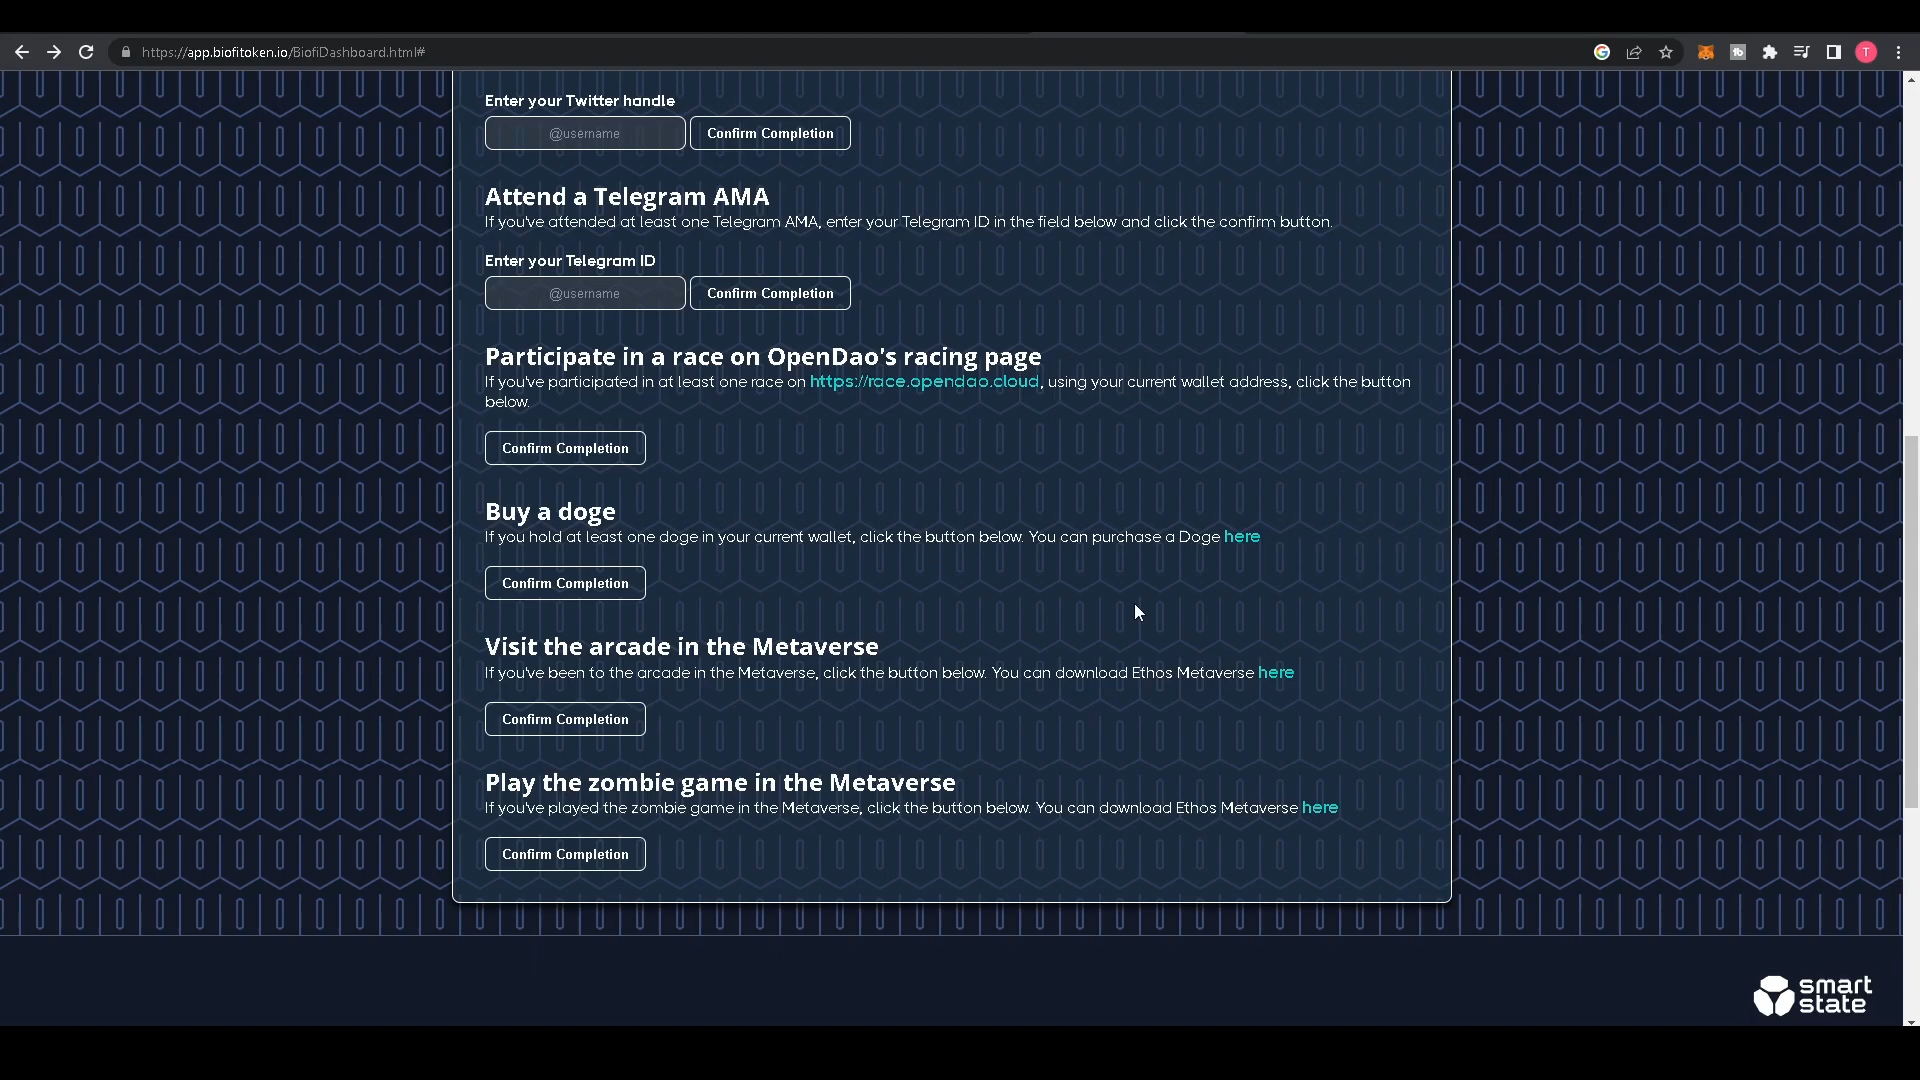 https://app.biofitoken.io/BiofiDashboard.html#
T
Enter your Twitter handle
@username
Confirm Completion
Attend a Telegram AMA
If you've attended at least one Telegram AMA, enter your Telegram ID in the field below and click the confirm button.
Enter your Telegram ID
@username
Confirm Completion
Participate in a race on OpenDao's racing page
If you've participated in at least one race on https://race.opendao.cloud, using your current wallet address, click the button
below.
Confirm Completion
Buy a doge
If you hold at least one doge in your current wallet, click the button below. You can purchase a Doge here
Confirm Completion
Visit the arcade in the Metaverse
If you've been to the arcade in the Metaverse, click the button below. You can download Ethos Metaverse here
Confirm Completion
Play the zombie game in the Metaverse
If you've played the zombie game in the Metaverse, click the button below. You can download Ethos Metaverse here
Confirm Completion
smart
state